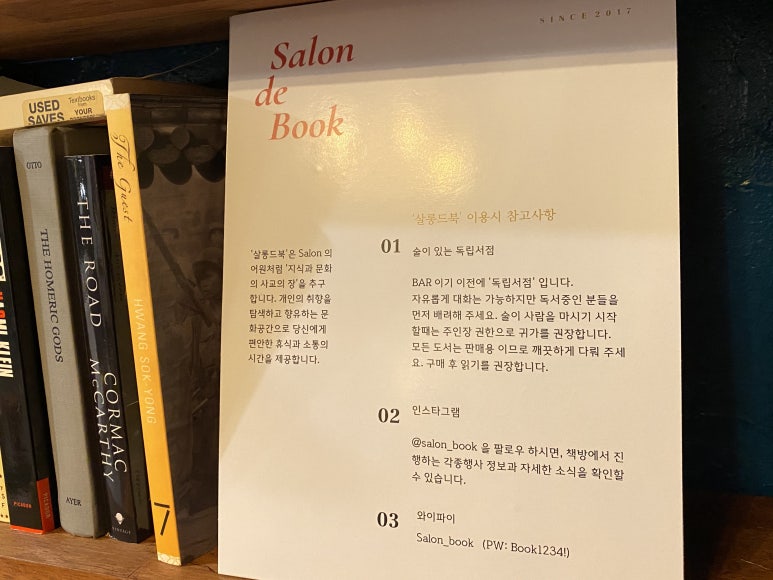 SINCE 2017
Salon
de
Book
'살롱드북'은 Salon 의
어원처럼 '지식과 문화
의 사교의 장'을 추구
합니다. 개인의 취향을
탐색하고 향유하는 문
화공간으로 당신에게
편안한 휴식과 소통의
시간을 제공합니다.
'살롱드북' 이용시 참고사항
01 술이 있는 독립서점
BAR 이기 이전에 '독립서점' 입니다.
자유롭게 대화는 가능하지만 독서중인 분들을
먼저 배려해 주세요. 술이 사람을 마시기 시작
할때는 주인장 권한으로 귀가를 권장합니다.
모든 도서는 판매용 이므로 깨끗하게 다뤄 주세
요. 구매 후 읽기를 권장합니다.
02 인스타그램
@salon_book 을 팔로우 하시면, 책방에서 진
행하는 각종행사 정보과 자세한 소식을 확인할
수 있습니다.
03 와이파이
Salon_book (PW: Book1234!)
USED
SAVES
Textbooks
from
YOUR
KLEIN
PICADOR
OTTO
THE HOMERIC GODS
AYER
THE ROAD
CORMAC
McCARTHY
The Guest
HWANG SOK-YONG
7